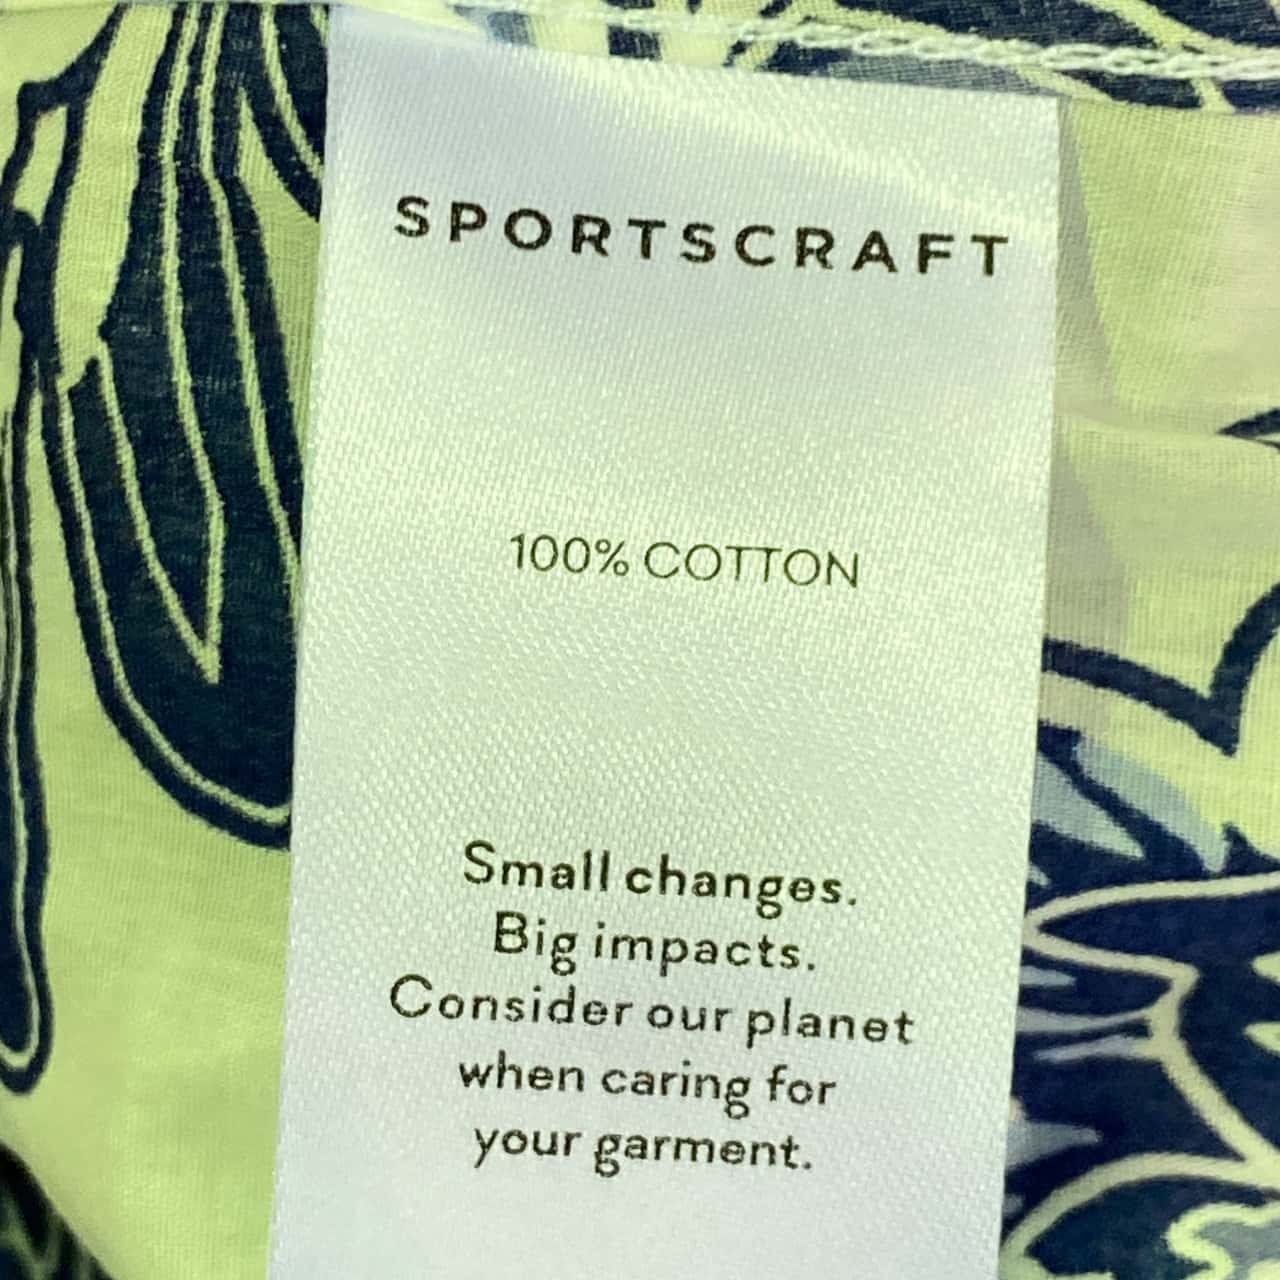 SPORTSCRAFT
100% COTTON
Small changes.
Big impacts.
Consider our planet
when caring for
your garment.